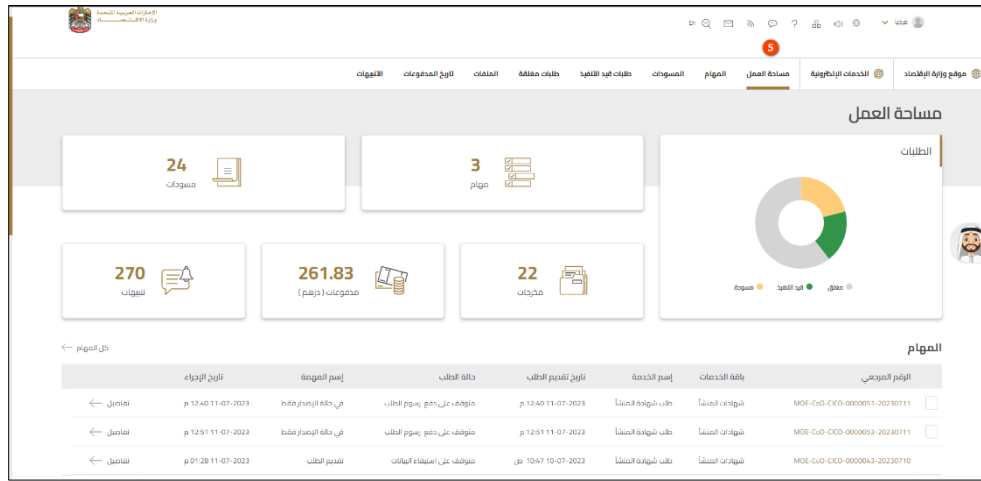 الإمارات العربية المتحدة
وزارة الاقتصاد
مرحبا
En
5
موقع وزارة الإقتصاد
الخدمات الإلكترونية
مساحة العمل
المهام
المسودات
طلبات قيد التنفيذ
طلبات مغلقة
الملفات
تاريخ المدفوعات
التنبيهات
مساحة العمل
الطلبات
مغلق قيد التنفيذ مسودة
3
مهام
24
مسودات
22
مخرجات
261.83
مدفوعات ( درهم )
270
تنبيهات
المهام
كل المهام
الرقم المرجعي باقة الخدمات إسم الخدمة تاريخ تقديم الطلب حالة الطلب إسم المهمة تاريخ الإجراء
MOE-CoO-CICO-0000051-20230711 شهادات المنشأ طلب شهادة المنشأ 11-07-2023 12:40 م متوقف على دفع رسوم الطلب في حالة الإصدار فقط 11-07-2023 12:40 م تفاصيل
MOE-CoO-CICO-0000053-20230711 شهادات المنشأ طلب شهادة المنشأ 11-07-2023 12:51 م متوقف على دفع رسوم الطلب في حالة الإصدار فقط 11-07-2023 12:51 م تفاصيل
MOE-CoO-CICO-0000043-20230710 شهادات المنشأ طلب شهادة المنشأ 10-07-2023 10:47 ص متوقف على استيفاء البيانات تقديم الطلب 11-07-2023 01:28 م تفاصيل